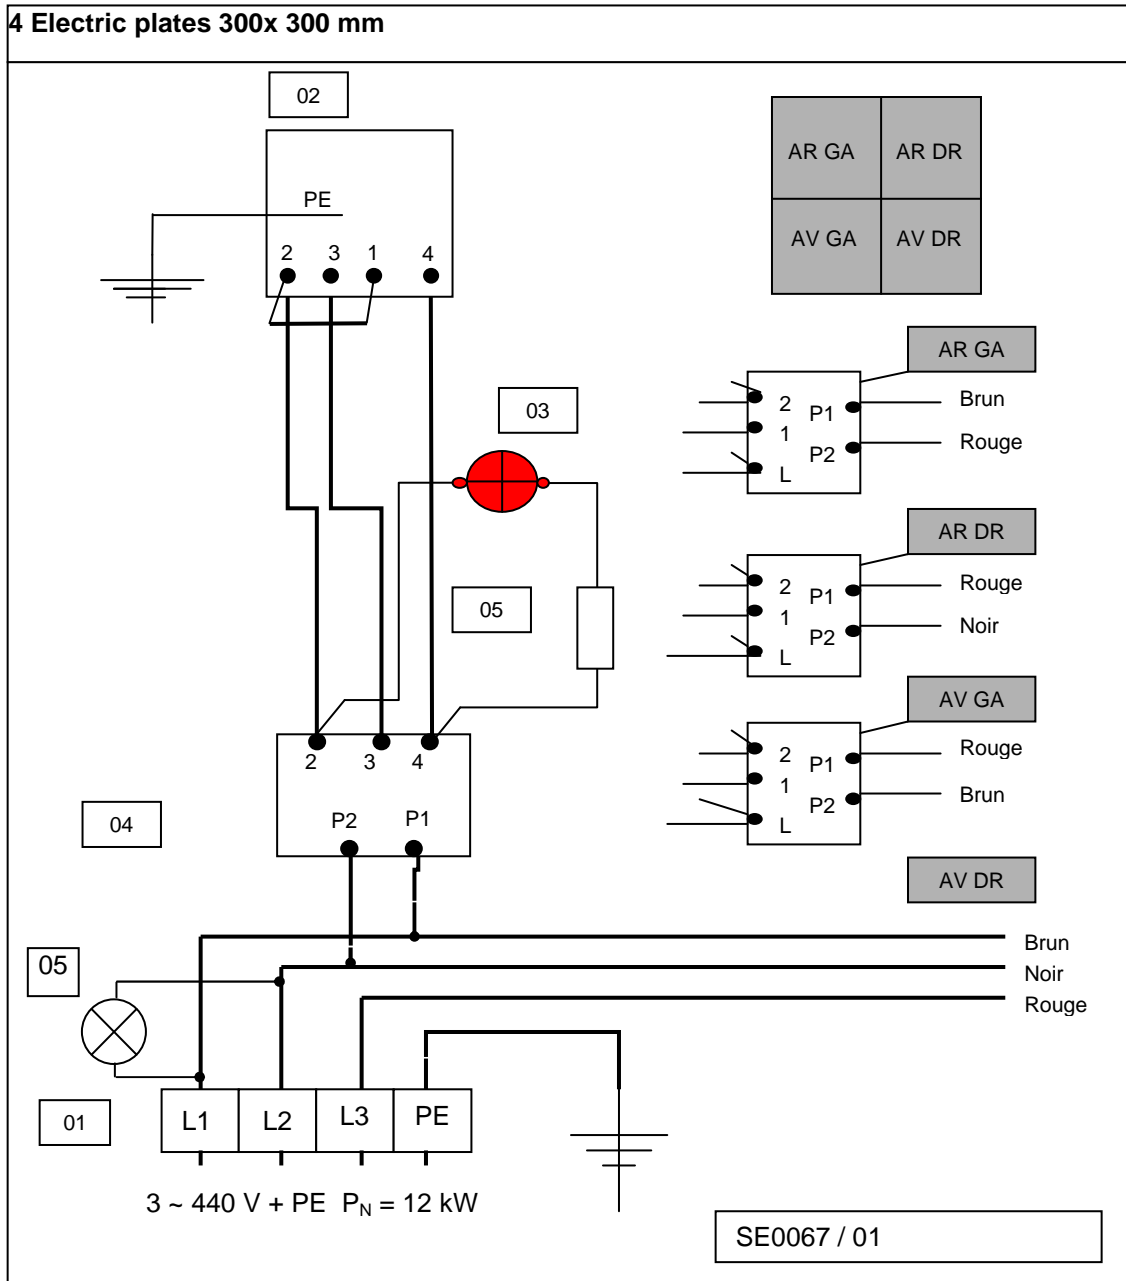 4 Electric plates 300x 300 mm
02
PE
2 3 1 4
AR GA AR DR
AV GA AV DR
AR GA
2 P1 Brun
1
P2 Rouge
L
03
AR DR
2 P1 Rouge
1
P2 Noir
L
05
AV GA
2 P1 Rouge
1
P2 Brun
L
2 3 4
P2 P1
04
AV DR
Brun
Noir
Rouge
05
01
L1 L2 L3 PE
3 ~ 440 V + PE PN = 12 kW
SE0067 / 01